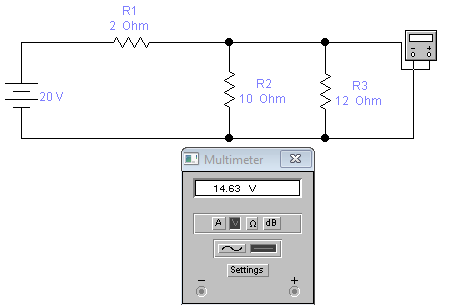 R1
2 Ohm
20 V
R2
10 Ohm
R3
12 Ohm
- +
Multimeter
14.63 V
A V Ω dB
Settings
- +